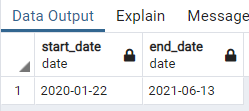 Data Output Explain Message
start_date end_date
date date
1 2020-01-22 2021-06-13